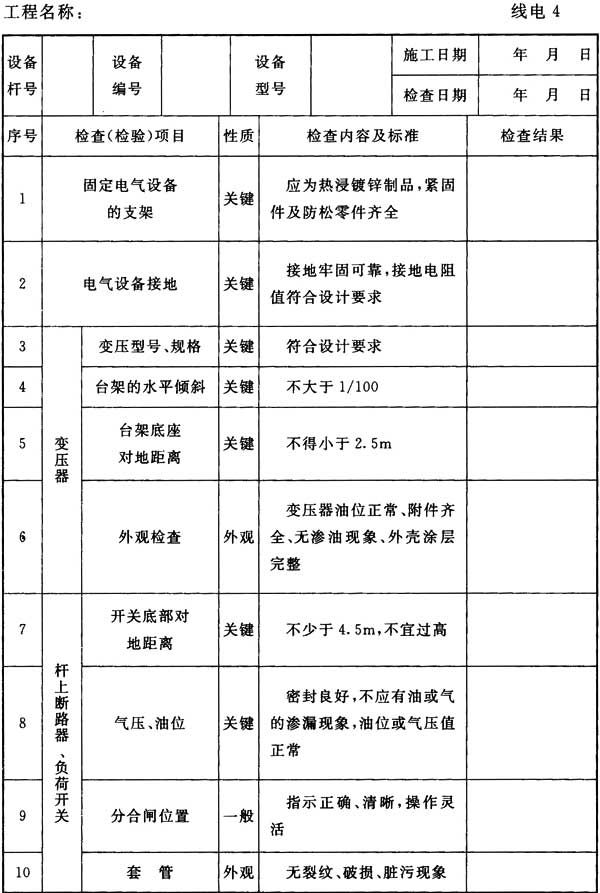 工程名称：
线电 4
设备杆号
设备编号
设备型号
施工日期 年 月 日
检查日期 年 月 日
序号 检查(检验)项目 性质 检查内容及标准 检查结果
1 固定电气设备的支架 关键 应为热浸镀锌制品,紧固件及防松零件齐全
2 电气设备接地 关键 接地牢固可靠,接地电阻值符合设计要求
变压器
3 变压型号、规格 关键 符合设计要求
4 台架的水平倾斜 关键 不大于 1/100
5 台架底座对地距离 关键 不得小于 2.5m
6 外观检查 外观 变压器油位正常、附件齐全、无渗油现象、外壳涂层完整
杆上断路器、负荷开关
7 开关底部对地距离 关键 不少于 4.5m,不宜过高
8 气压、油位 关键 密封良好,不应有油或气的渗漏现象,油位或气压值正常
9 分合闸位置 一般 指示正确、清晰,操作灵活
10 套 管 外观 无裂纹、破损、脏污现象